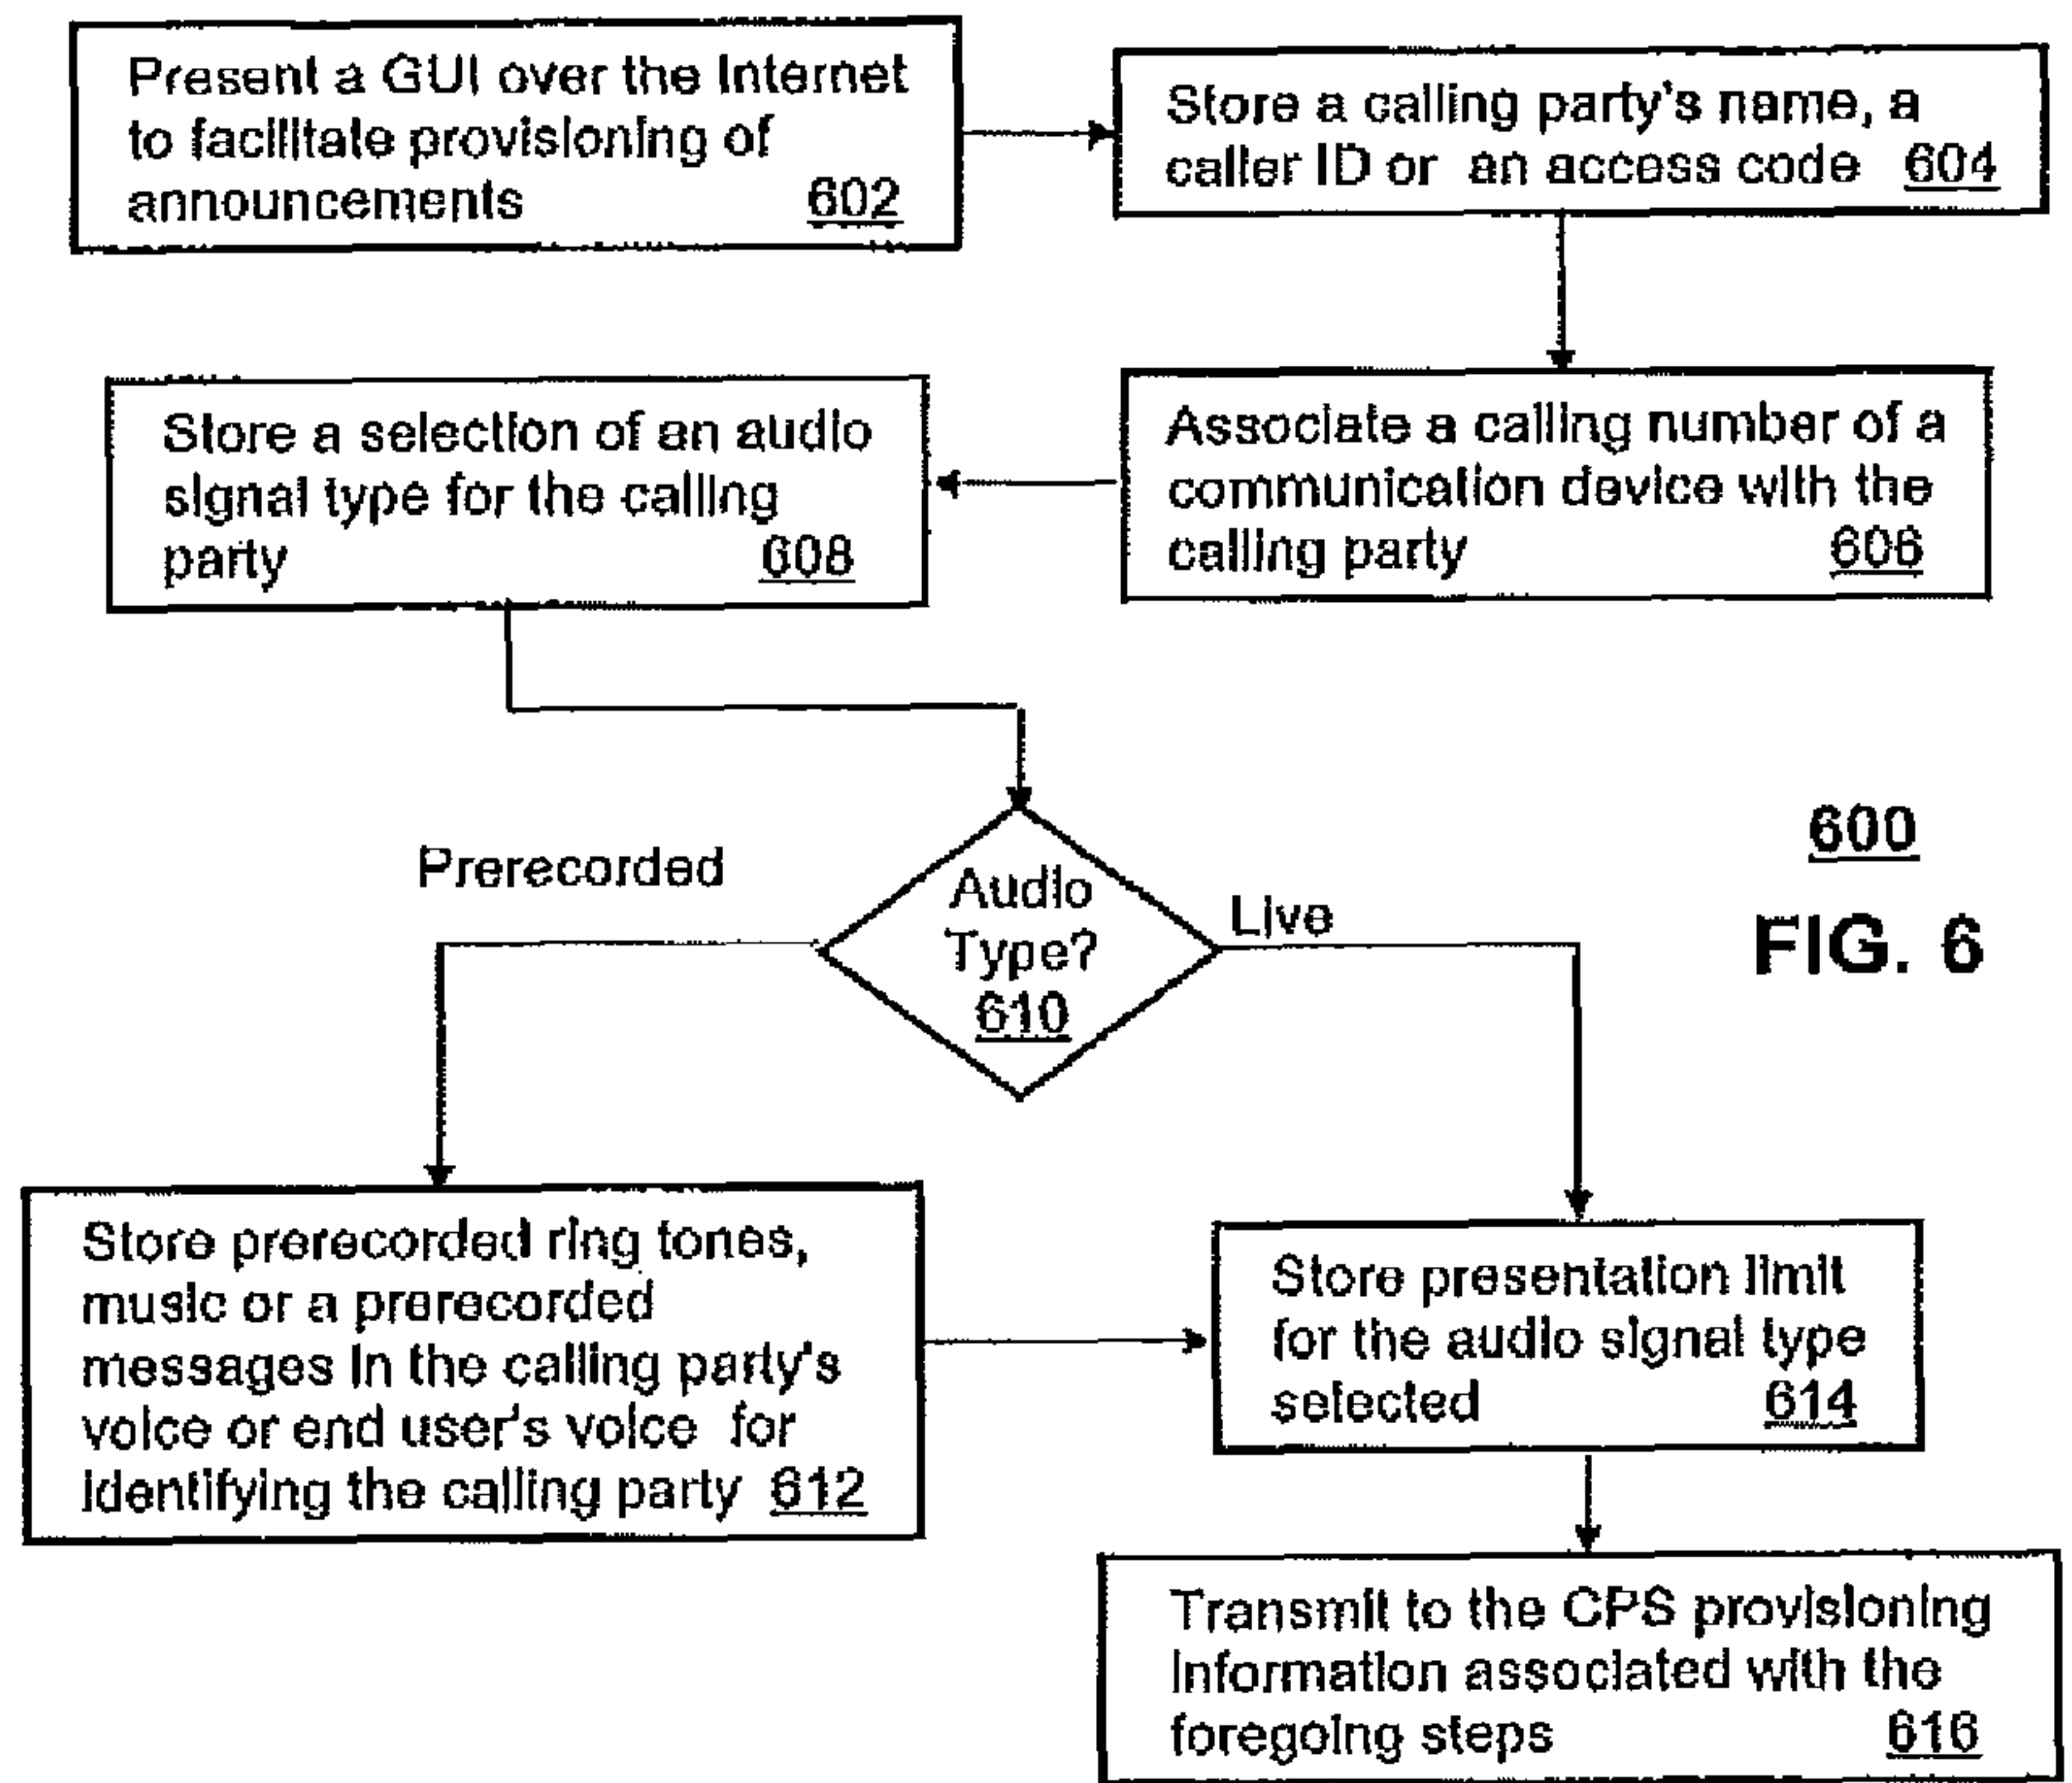 Present a GUI over the Internet
to facilitate provisioning of
announcements 602
Store a calling party's name, a
caller ID or an access code 604
Associate a calling number of a
communication device with the
calling party 606
Store a selection of an audio
signal type for the calling
party 608
Audio
Type?
610
Prerecorded
Live
600
FIG. 6
Store prerecorded ring tones,
music or a prerecorded
messages in the calling party's
voice or end user's voice for
identifying the calling party 612
Store presentation limit
for the audio signal type
selected 614
Transmit to the CPS provisioning
information associated with the
foregoing steps 616